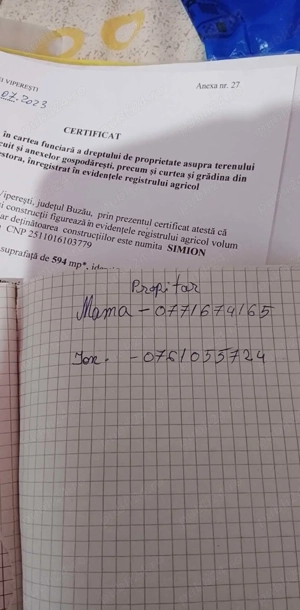 I VIPEREȘTI
07.2023
Anexa nr. 27
CERTIFICAT
în cartea funciară a dreptului de proprietate asupra terenului
cuit și anexelor gospodărești, precum și curtea și grădina din
estora, înregistrat în evidențele registrului agricol
Viperești, județul Buzău, prin prezentul certificat atestă că
și construcții figurează în evidențele registrului agricol volum
ar deținătoarea construcțiilor este numita SIMION
CNP 2511016103779
suprafață de 594 mp*,
Propitar
Mama - 0771674165
Ion. - 0761055724